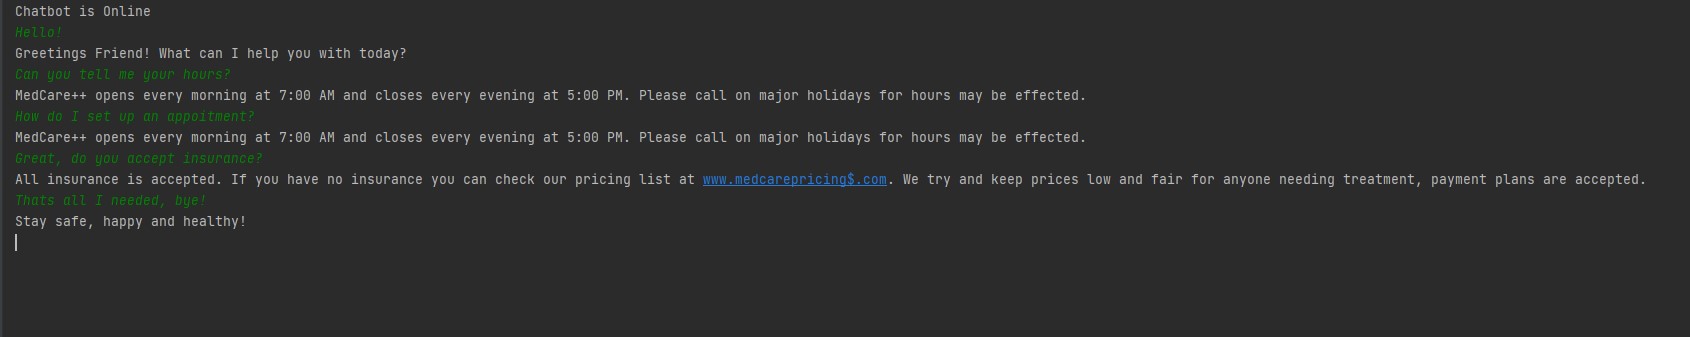 Chatbot is Online
Hello!
Greetings Friend! What can I help you with today?
Can you tell me your hours?
MedCare++ opens every morning at 7:00 AM and closes every evening at 5:00 PM. Please call on major holidays for hours may be effected.
How do I set up an appoitment?
MedCare++ opens every morning at 7:00 AM and closes every evening at 5:00 PM. Please call on major holidays for hours may be effected.
Great, do you accept insurance?
All insurance is accepted. If you have no insurance you can check our pricing list at www.medcarepricing$.com. We try and keep prices low and fair for anyone needing treatment, payment plans are accepted.
Thats all I needed, bye!
Stay safe, happy and healthy!